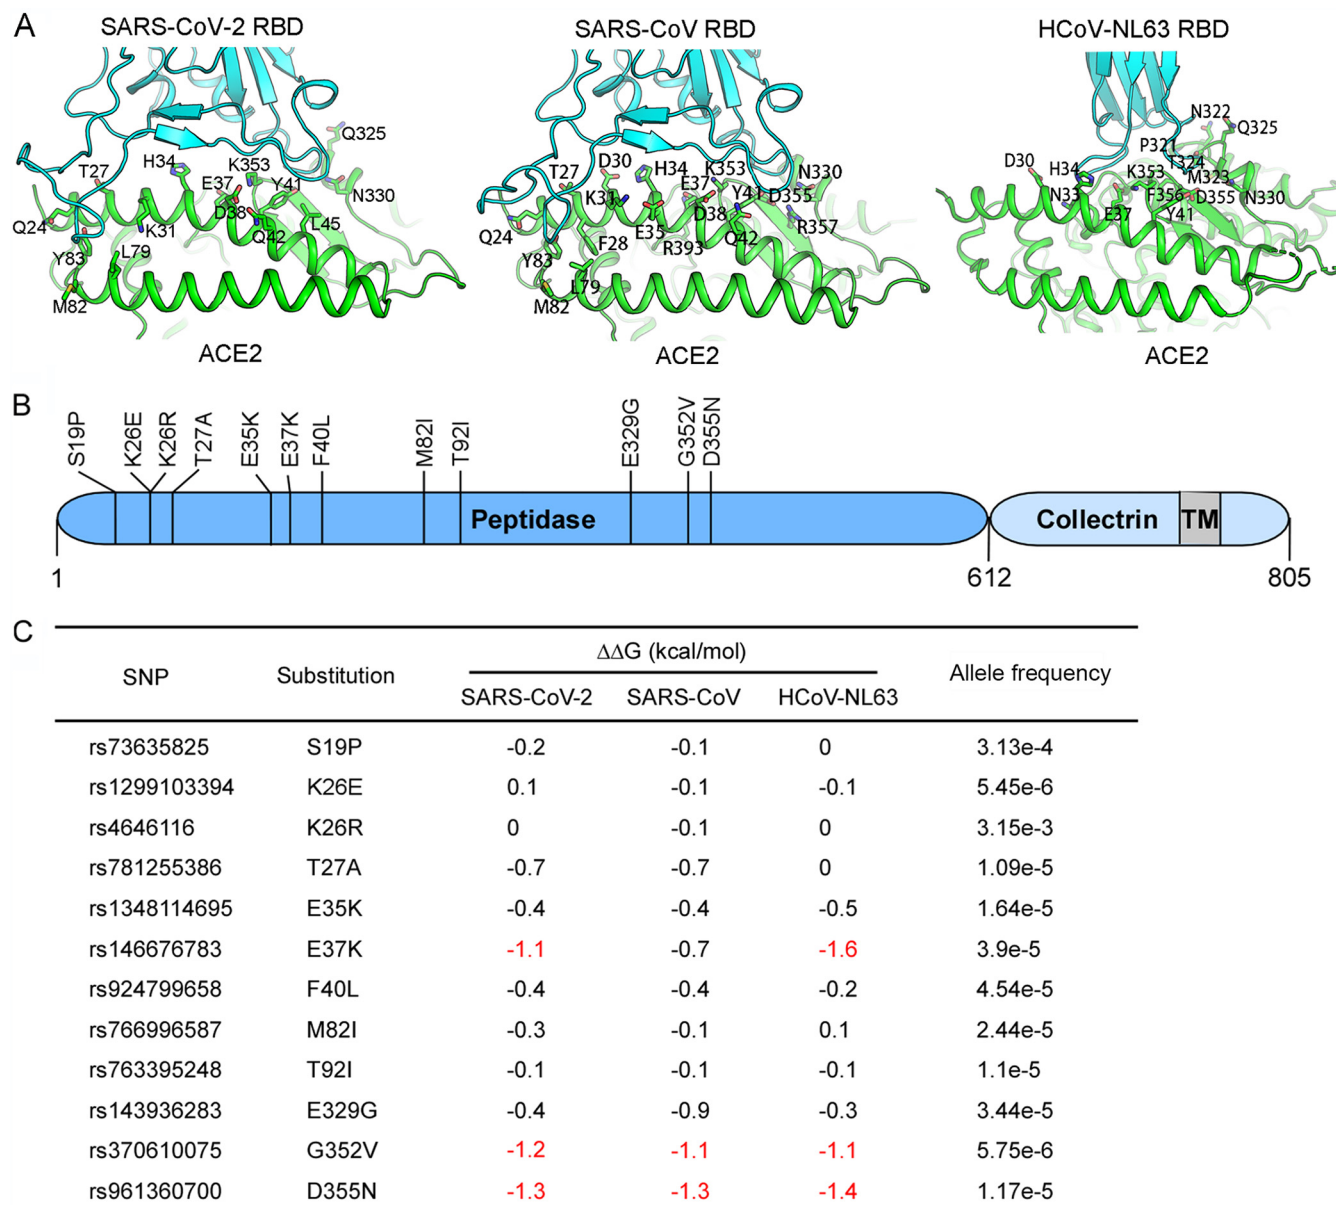 A
SARS-CoV-2 RBD
SARS-CoV RBD
HCoV-NL63 RBD
Q325
T27
H34
K353
E37
Y41
N330
D38
Q24
K31
Q42
L45
Y83
L79
M82
ACE2
T27
D30
H34
K353
N330
K31
E37
Y41
D355
D38
Q24
E35
Q42
R357
F28
R393
Y83
L79
M82
ACE2
N322
Q325
P321
D30
T324
H34
K353
M323
N33
F356
D355
N330
E37
Y41
ACE2
B
S19P
K26E
K26R
T27A
E35K
E37K
F40L
M82I
T92I
E329G
G352V
D355N
Peptidase
Collectrin
TM
1
612
805
C
SNP Substitution ΔΔG (kcal/mol) Allele frequency
SARS-CoV-2 SARS-CoV HCoV-NL63
rs73635825 S19P -0.2 -0.1 0 3.13e-4
rs1299103394 K26E 0.1 -0.1 -0.1 5.45e-6
rs4646116 K26R 0 -0.1 0 3.15e-3
rs781255386 T27A -0.7 -0.7 0 1.09e-5
rs1348114695 E35K -0.4 -0.4 -0.5 1.64e-5
rs146676783 E37K -1.1 -0.7 -1.6 3.9e-5
rs924799658 F40L -0.4 -0.4 -0.2 4.54e-5
rs766996587 M82I -0.3 -0.1 0.1 2.44e-5
rs763395248 T92I -0.1 -0.1 -0.1 1.1e-5
rs143936283 E329G -0.4 -0.9 -0.3 3.44e-5
rs370610075 G352V -1.2 -1.1 -1.1 5.75e-6
rs961360700 D355N -1.3 -1.3 -1.4 1.17e-5